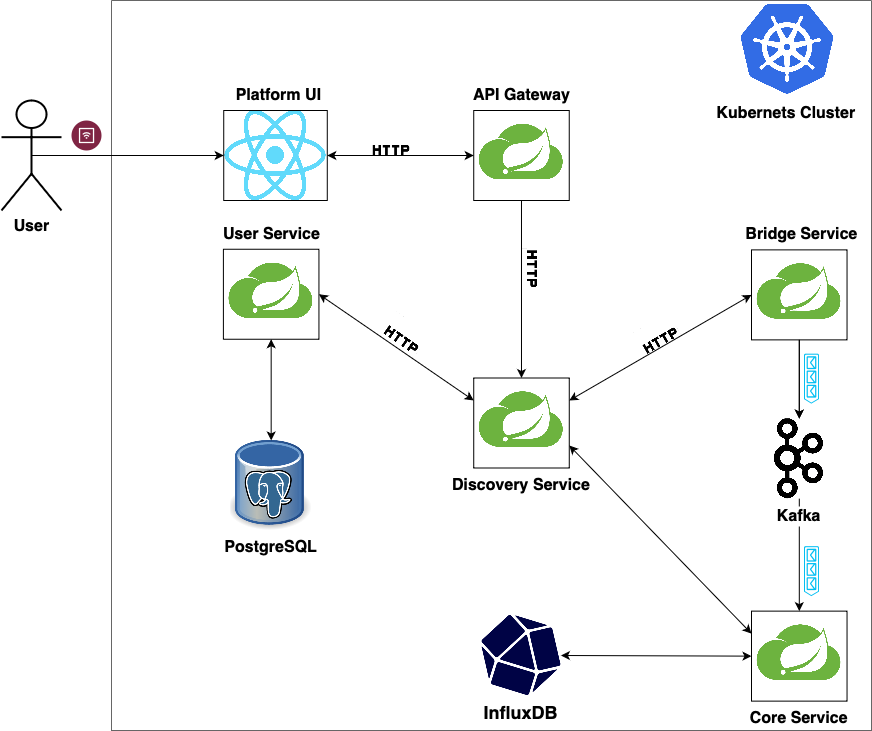 Platform UI
API Gateway
Kubernets Cluster
HTTP
User
User Service
Bridge Service
HTTP
HTTP
HTTP
Discovery Service
Kafka
PostgreSQL
InfluxDB
Core Service